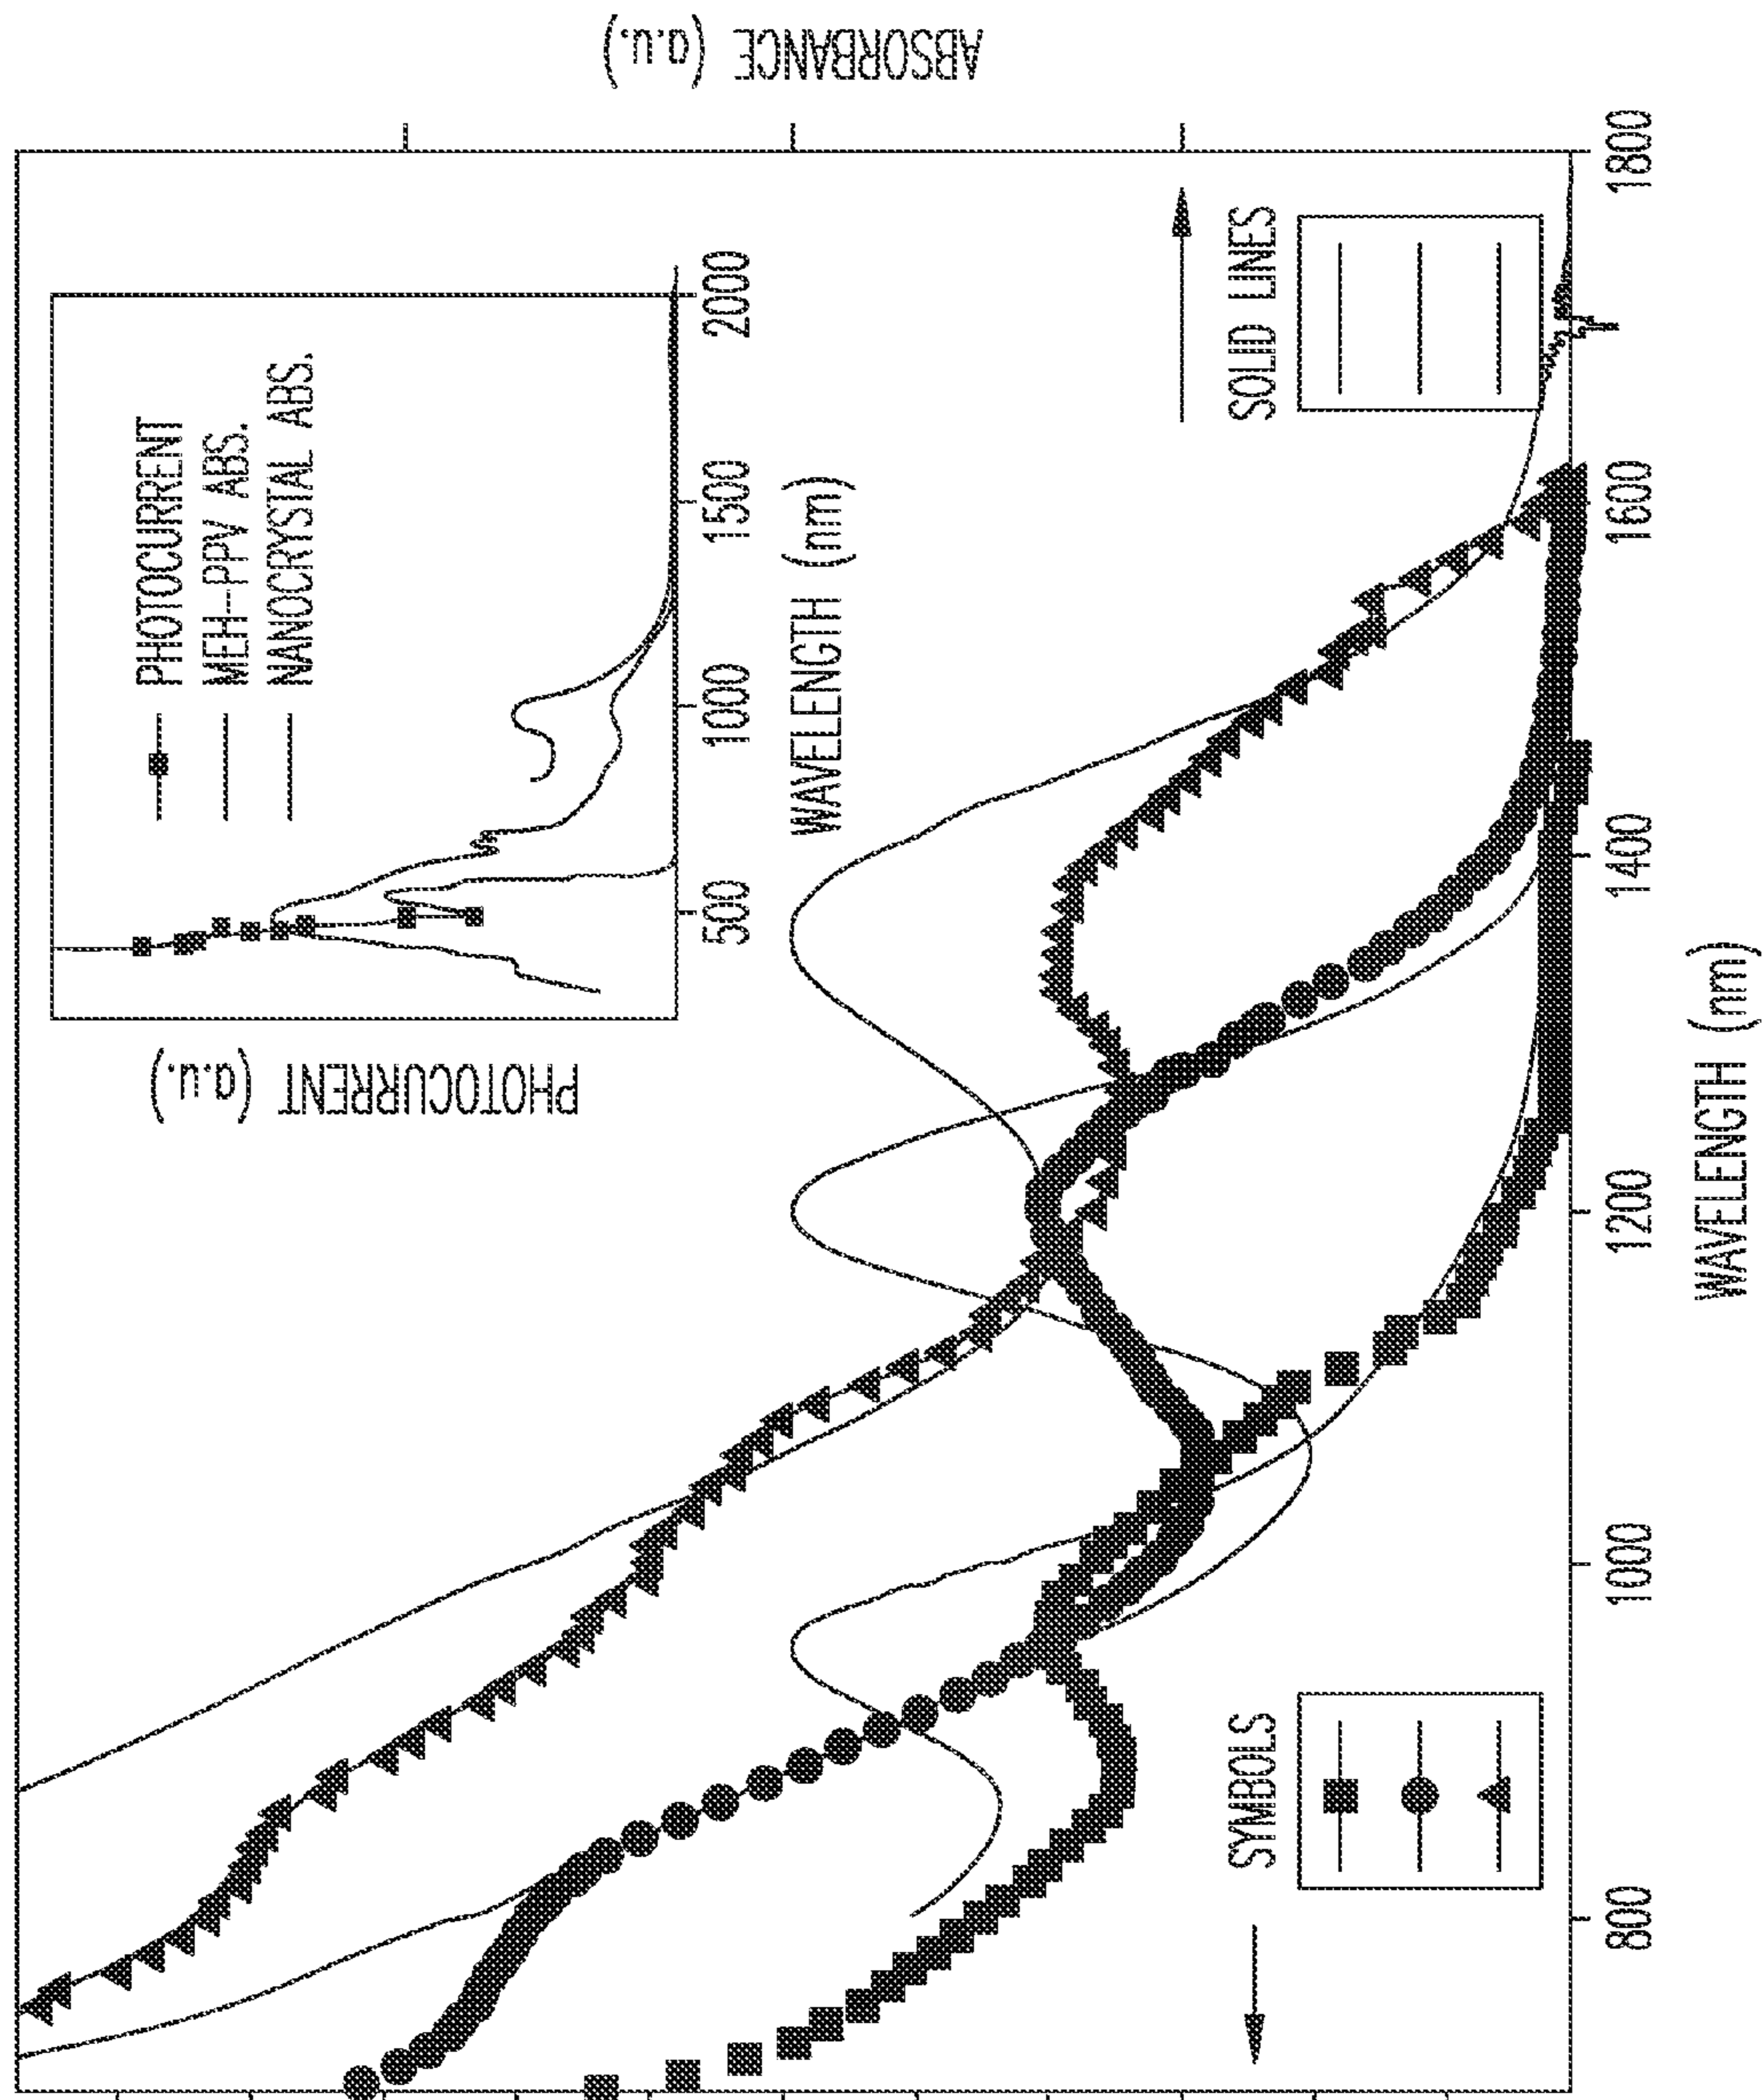 ABSORBANCE (a.u.)
PHOTOCURRENT (a.u.)
PHOTOCURRENT
MEH-PPV ABS.
NANOCRYSTAL ABS.
500
1000
1500
2000
WAVELENGTH (nm)
SYMBOLS
SOLID LINES
800
1000
1200
1400
1600
1800
WAVELENGTH (nm)